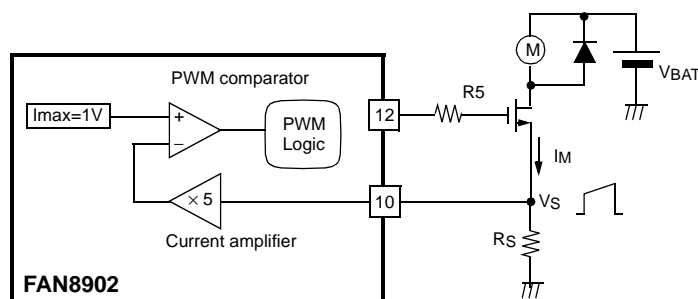 PWM comparator
Imax=1V
+
−
PWM
Logic
× 5
Current amplifier
FAN8902
12
10
R5
M
VBAT
IM
VS
RS